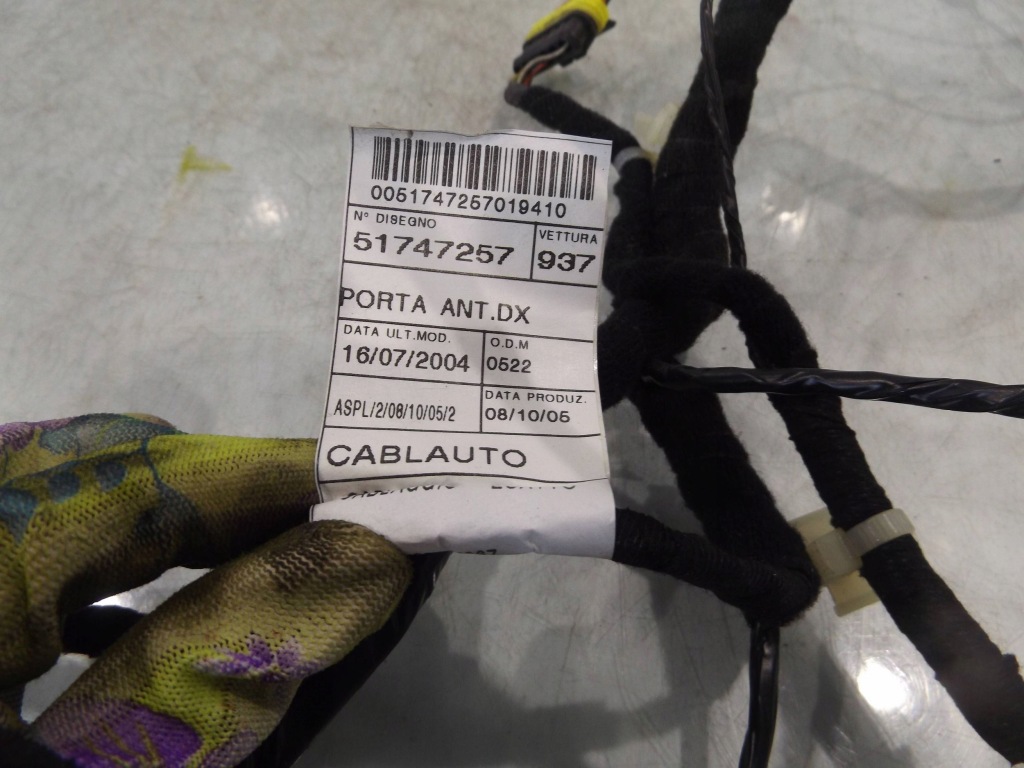 0051747257019410
N° DISEGNO
51747257
VETTURA
937
PORTA ANT.DX
DATA ULT.MOD.
16/07/2004
O.D.M
0522
ASPL/2/08/10/05/2
DATA PRODUZ.
08/10/05
CABLAUTO